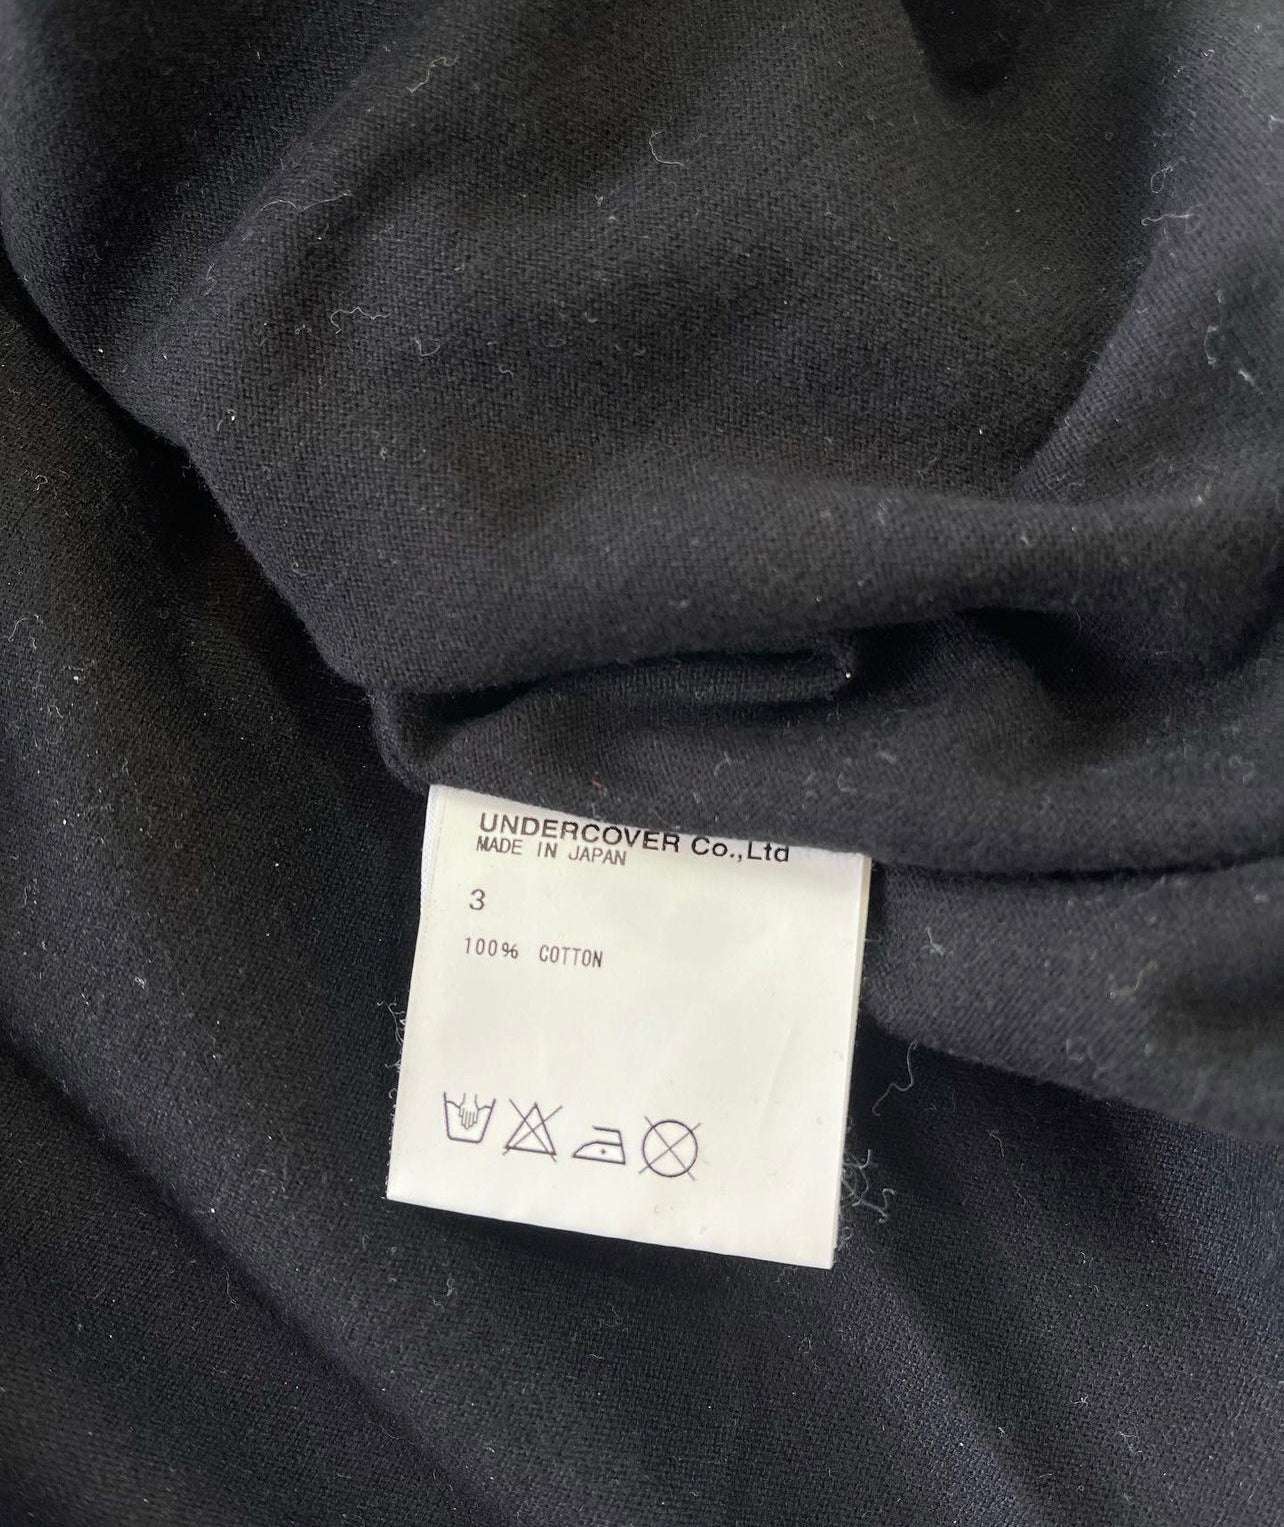 UNDERCOVER Co.,Ltd
MADE IN JAPAN
3
100% COTTON